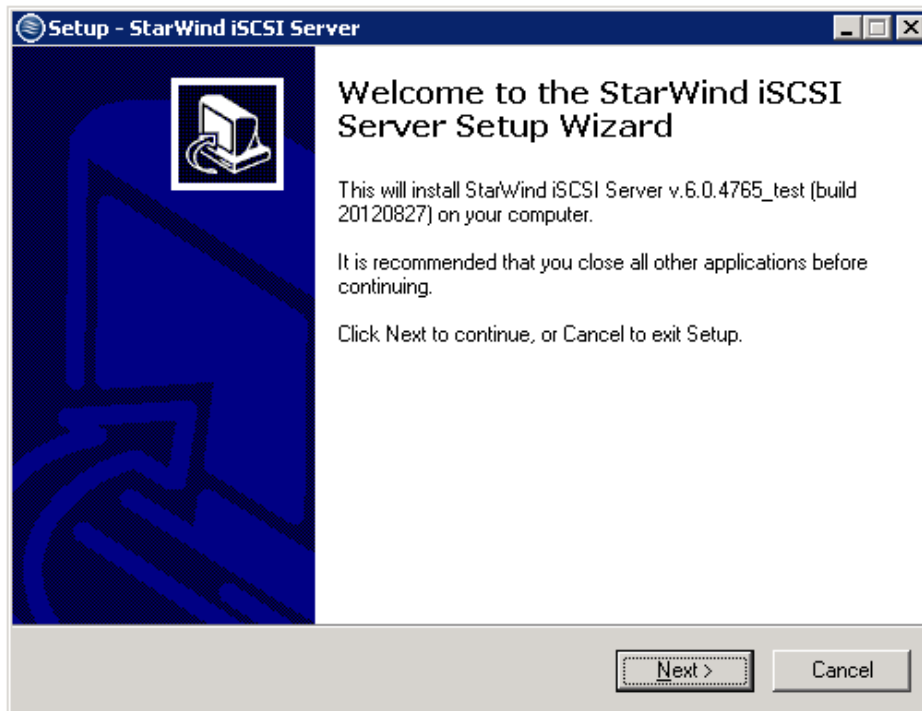 Setup - StarWind iSCSI Server
Welcome to the StarWind iSCSI
Server Setup Wizard
This will install StarWind iSCSI Server v.6.0.4765_test (build
20120827) on your computer.
It is recommended that you close all other applications before
continuing.
Click Next to continue, or Cancel to exit Setup.
Next >
Cancel